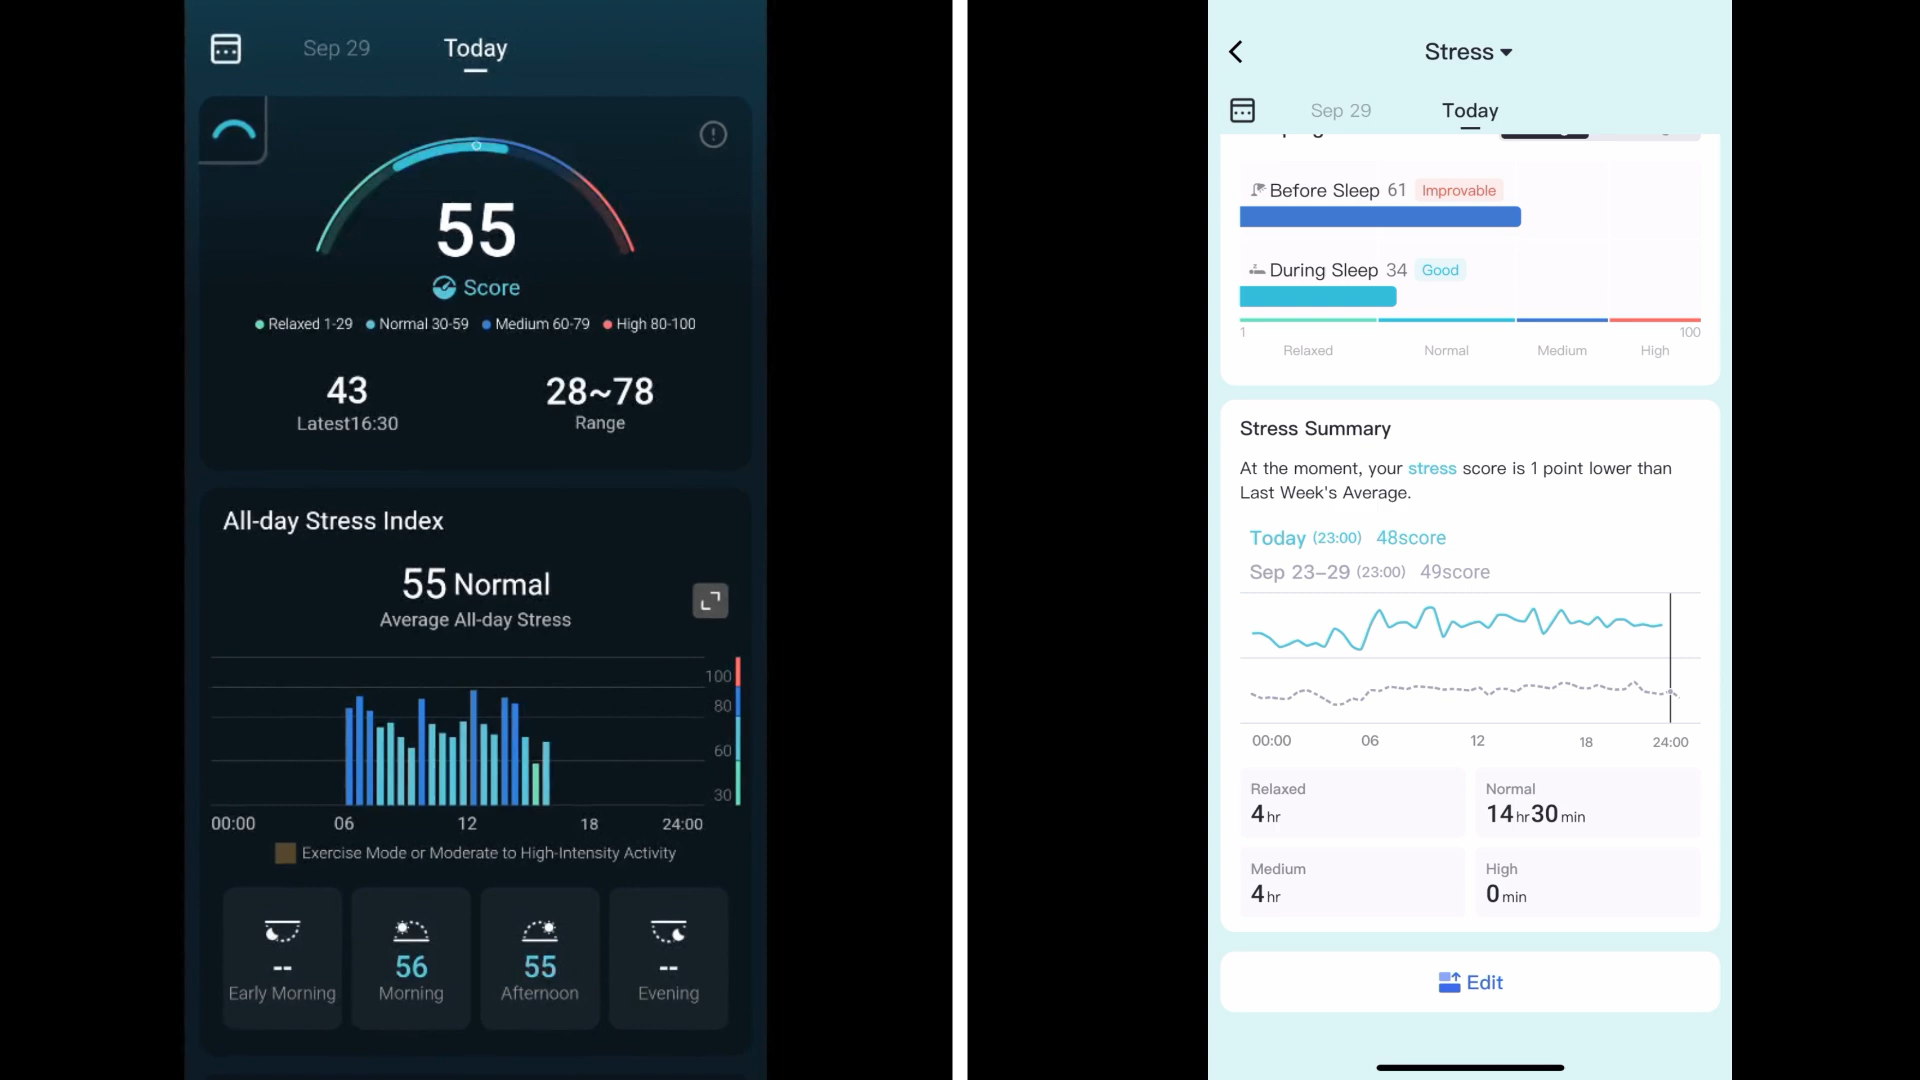 Sep 29
Today
55
Score
Relaxed 1-29
Normal 30-59
Medium 60-79
High 80-100
43
Latest16:30
28~78
Range
All-day Stress Index
55 Normal
Average All-day Stress
100
80
60
30
00:00
06
12
18
24:00
Exercise Mode or Moderate to High-Intensity Activity
--
Early Morning
56
Morning
55
Afternoon
--
Evening
Stress
Sep 29
Today
Before Sleep 61 Improvable
During Sleep 34 Good
1
100
Relaxed
Normal
Medium
High
Stress Summary
At the moment, your stress score is 1 point lower than
Last Week's Average.
Today (23:00) 48score
Sep 23–29 (23:00) 49score
00:00
06
12
18
24:00
Relaxed
4 hr
Normal
14 hr 30 min
Medium
4 hr
High
0 min
Edit